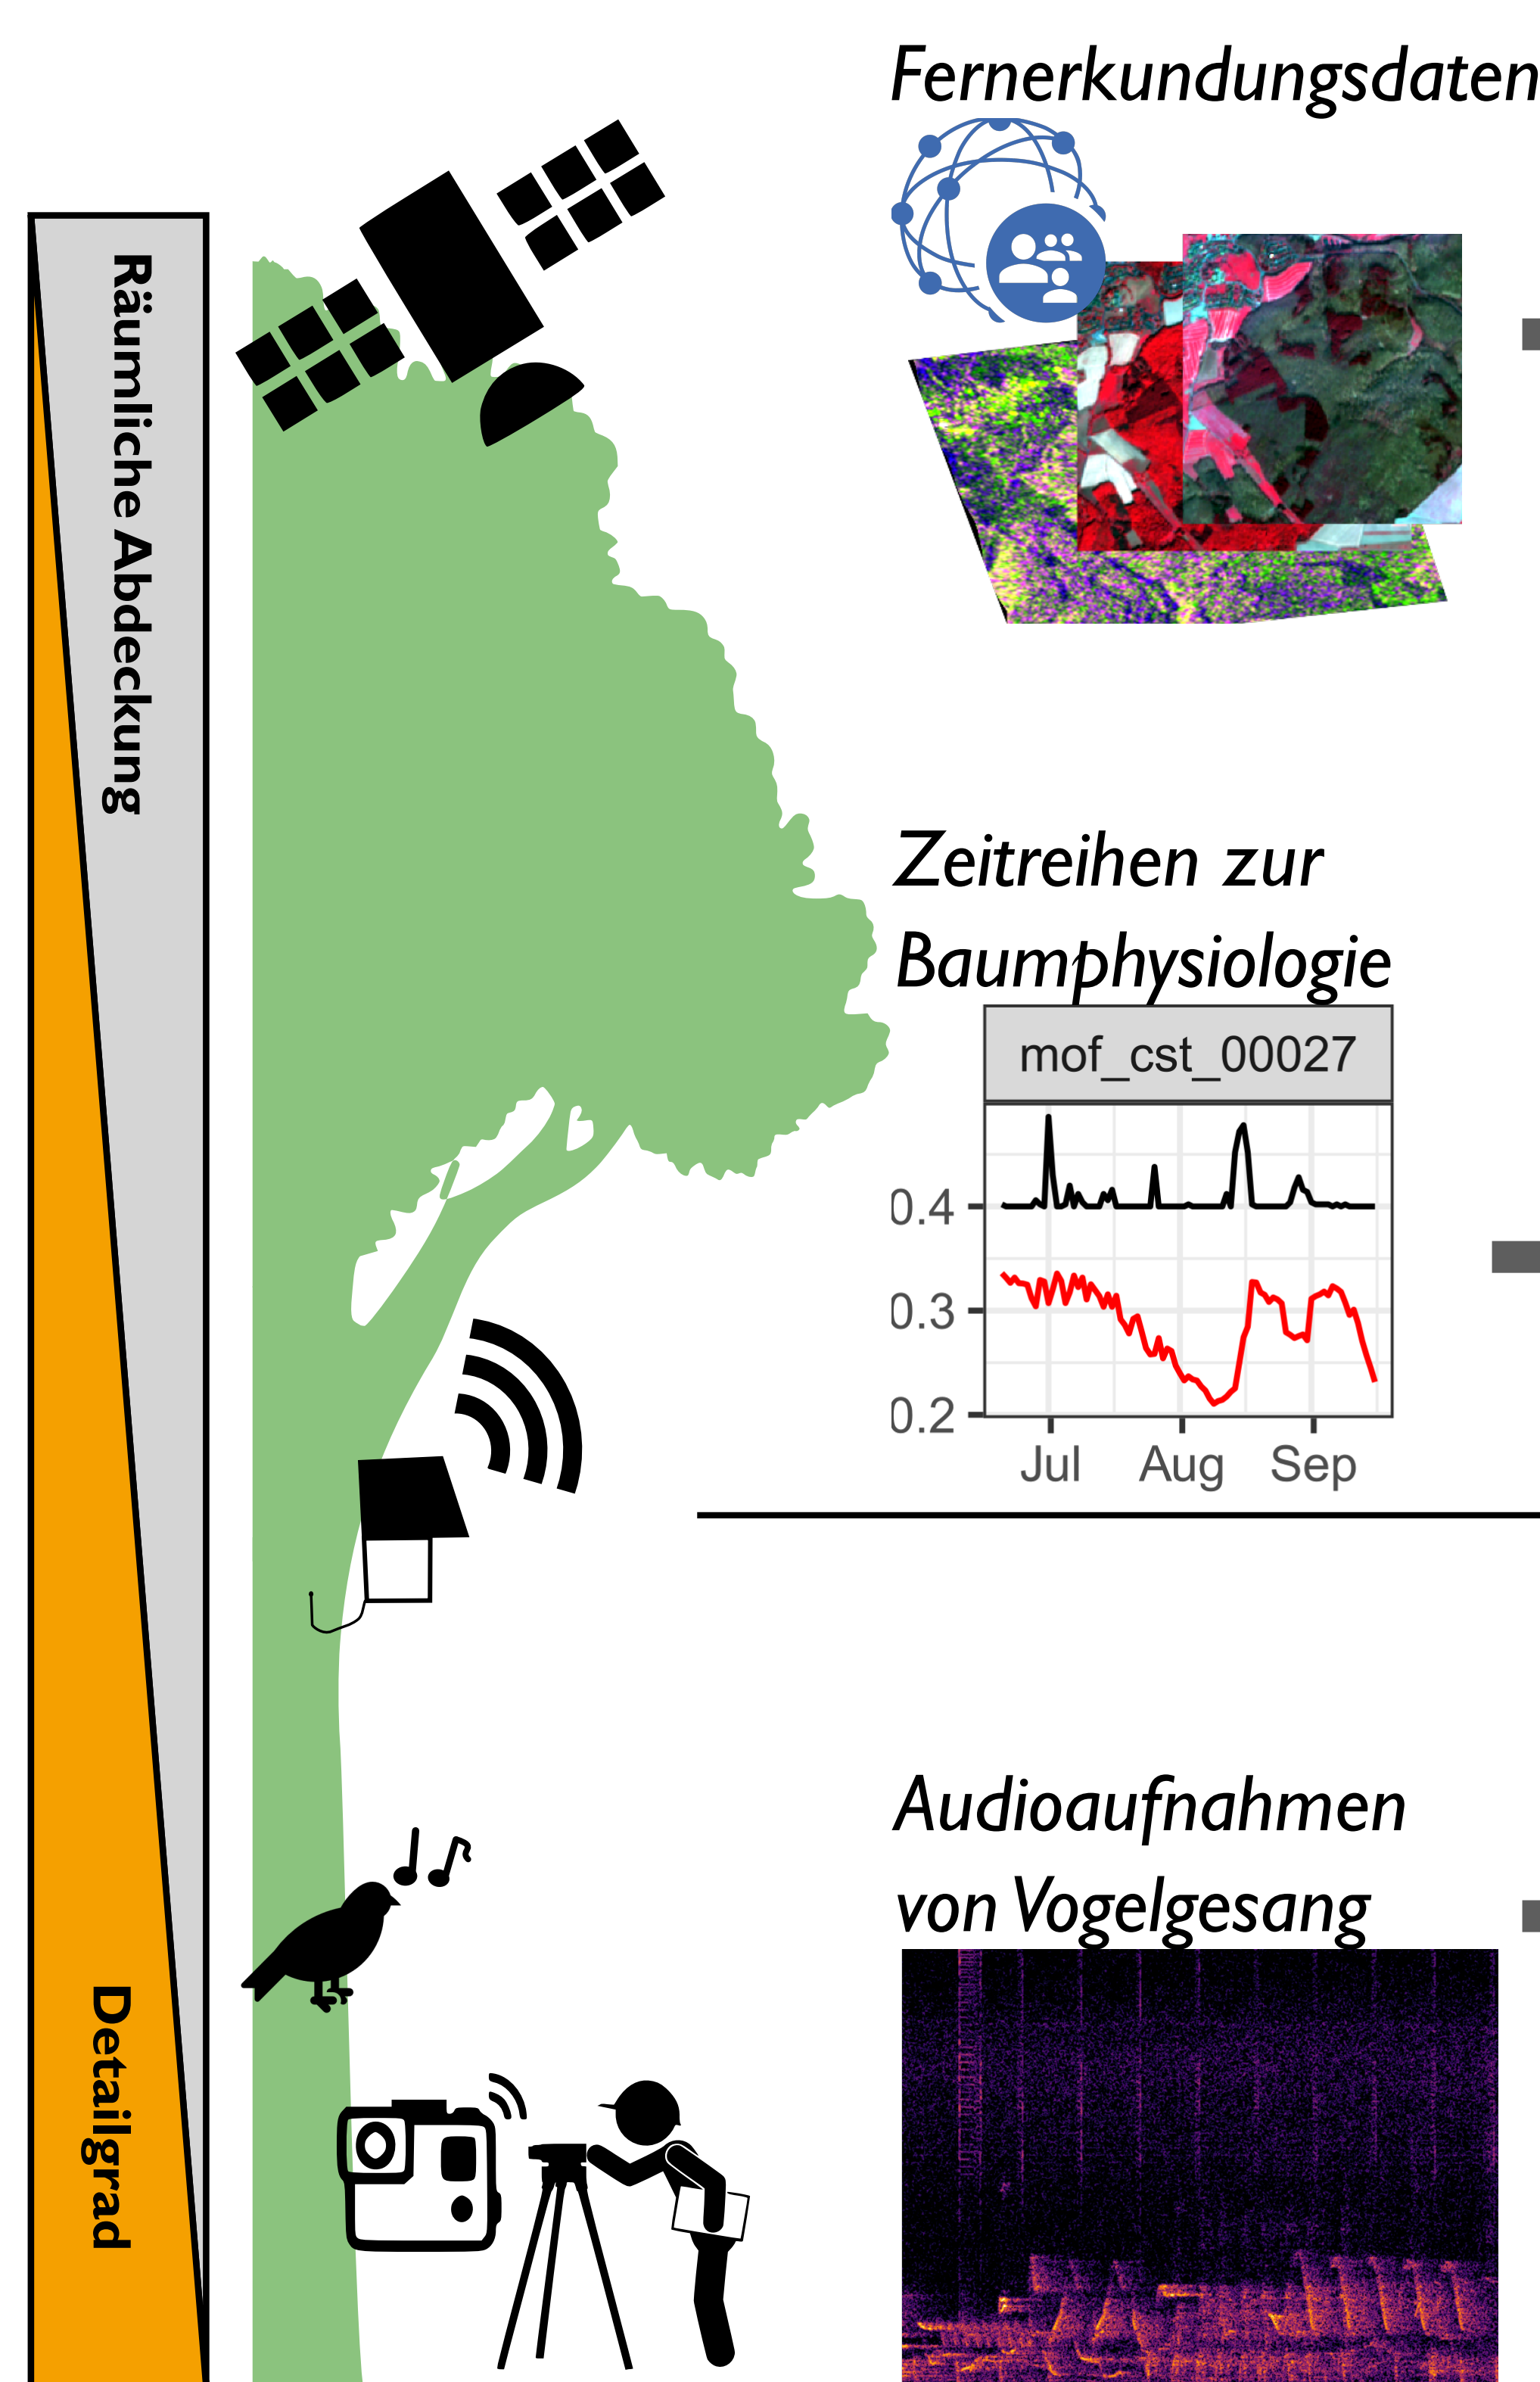 Fernerkundungsdaten
Räumliche Abdeckung
Zeitreihen zur
Baumphysiologie
mof_cst_00027
0.4
0.3
0.2
Jul Aug Sep
Audioaufnahmen
von Vogelgesang
Detailgrad